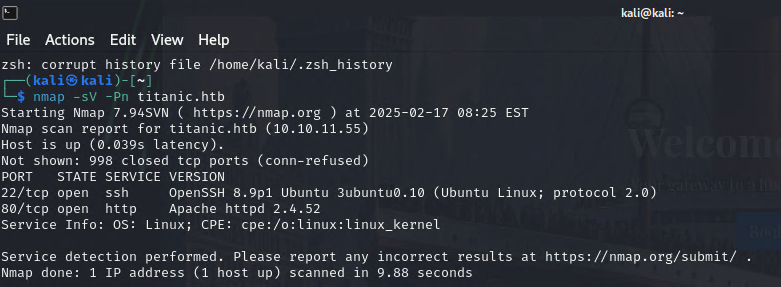 kali@kali: ~
File Actions Edit View Help
zsh: corrupt history file /home/kali/.zsh_history
┌──(kali㉿kali)-[~]
└─$ nmap -sV -Pn titanic.htb
Starting Nmap 7.94SVN ( https://nmap.org ) at 2025-02-17 08:25 EST
Nmap scan report for titanic.htb (10.10.11.55)
Host is up (0.039s latency).
Not shown: 998 closed tcp ports (conn-refused)
PORT   STATE SERVICE VERSION
22/tcp open  ssh     OpenSSH 8.9p1 Ubuntu 3ubuntu0.10 (Ubuntu Linux; protocol 2.0)
80/tcp open  http    Apache httpd 2.4.52
Service Info: OS: Linux; CPE: cpe:/o:linux:linux_kernel

Service detection performed. Please report any incorrect results at https://nmap.org/submit/ .
Nmap done: 1 IP address (1 host up) scanned in 9.88 seconds
Welcome